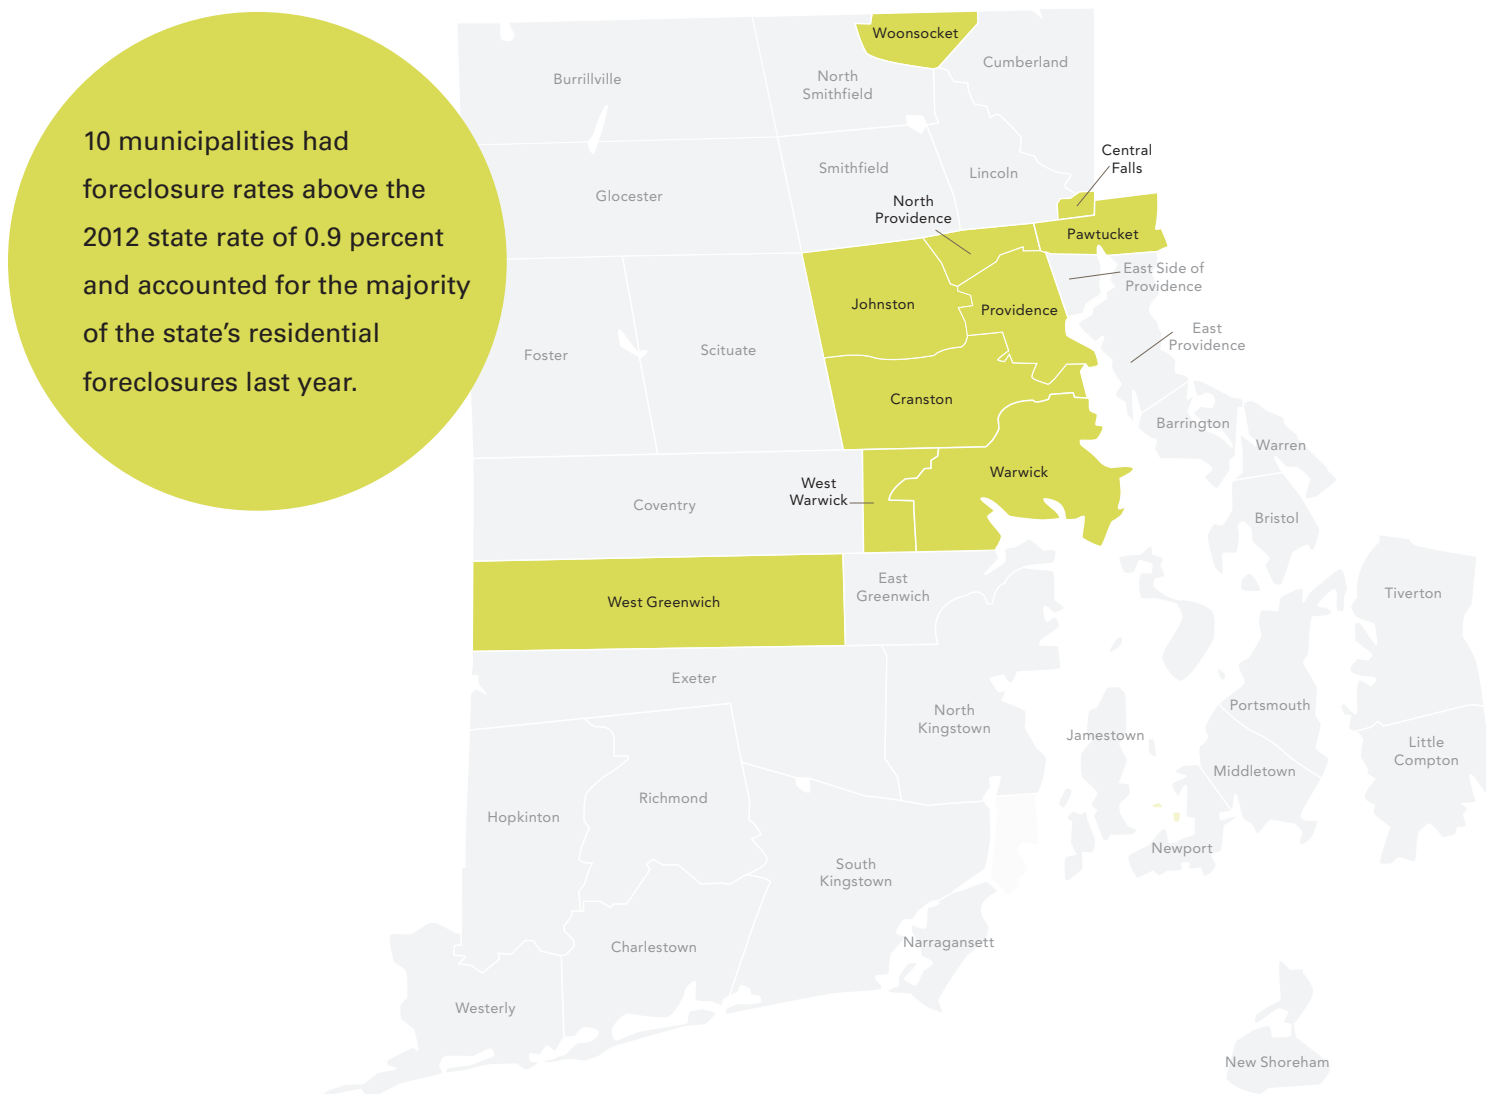 10 municipalities had
foreclosure rates above the
2012 state rate of 0.9 percent
and accounted for the majority
of the state’s residential
foreclosures last year.
Woonsocket
Cumberland
Burrillville
North
Smithfield
Central
Falls
Smithfield
Lincoln
Glocester
North
Providence
Pawtucket
East Side of
Providence
Johnston
Providence
East
Providence
Foster
Scituate
Cranston
Barrington
Warren
Warwick
West
Warwick
Coventry
Bristol
East
Greenwich
West Greenwich
Tiverton
Exeter
North
Kingstown
Portsmouth
Jamestown
Little
Compton
Middletown
Richmond
Hopkinton
Newport
South
Kingstown
Narragansett
Charlestown
Westerly
New Shoreham